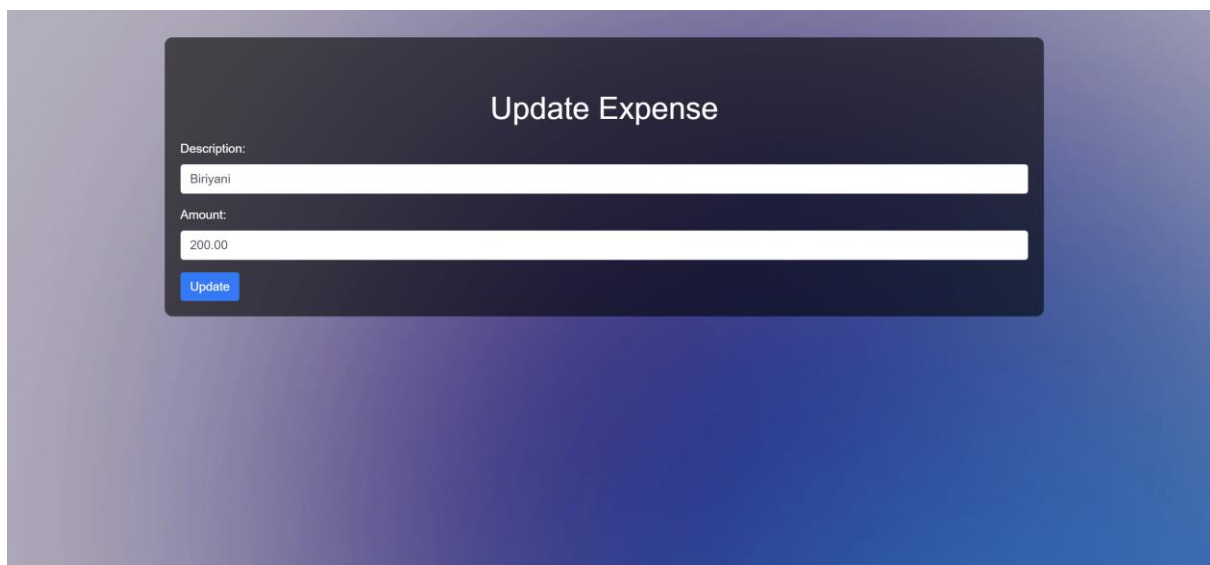 Update Expense
Description:
Biriyani
Amount:
200.00
Update